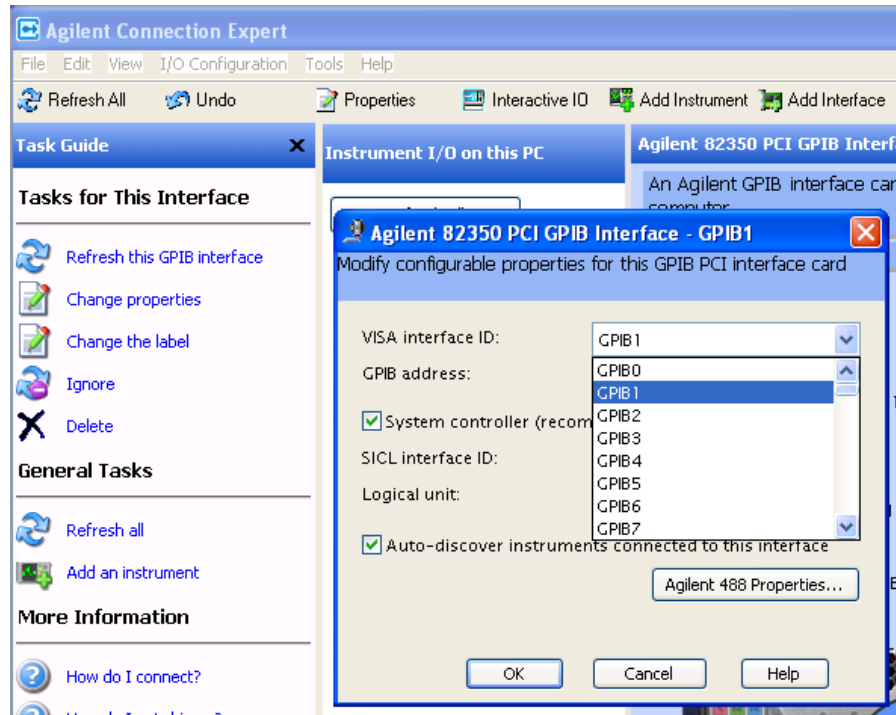 Agilent Connection Expert
File Edit View I/O Configuration Tools Help
Refresh All Undo Properties Interactive IO Add Instrument Add Interface
Task Guide
Tasks for This Interface
Refresh this GPIB interface
Change properties
Change the label
Ignore
Delete
General Tasks
Refresh all
Add an instrument
More Information
How do I connect?
Instrument I/O on this PC
Agilent 82350 PCI GPIB
An Agilent GPIB interface
computer
Agilent 82350 PCI GPIB Interface - GPIB1
Modify configurable properties for this GPIB PCI interface card
VISA interface ID: GPIB1
GPIB address:
System controller
SICL interface ID:
Logical unit:
GPIB0
GPIB1
GPIB2
GPIB3
GPIB4
GPIB5
GPIB6
GPIB7
Auto-discover instruments connected to this interface
Agilent 488 Properties...
OK Cancel Help